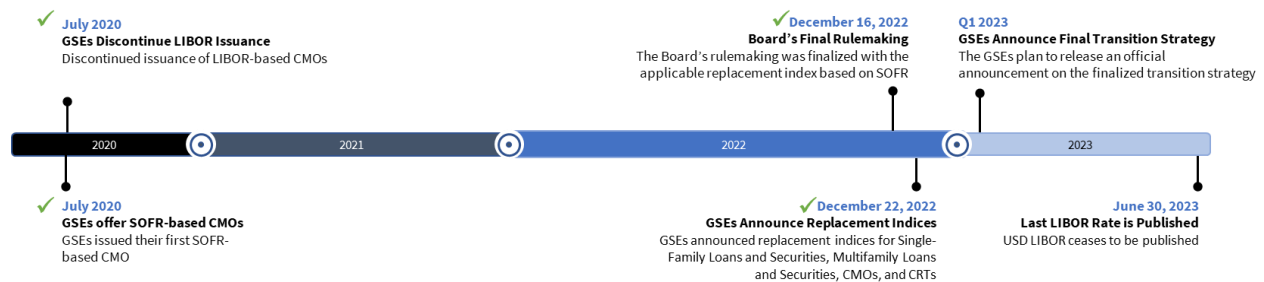 July 2020
GSEs Discontinue LIBOR Issuance
Discontinued issuance of LIBOR-based CMOs
December 16, 2022
Board's Final Rulemaking
The Board's rulemaking was finalized with the
applicable replacement index based on SOFR
Q1 2023
GSEs Announce Final Transition Strategy
The GSEs plan to release an official
announcement on the finalized transition strategy
2020
2021
2022
2023
July 2020
GSEs offer SOFR-based CMOs
GSEs issued their first SOFR-
based CMO
December 22, 2022
GSEs Announce Replacement Indices
GSEs announced replacement indices for Single-
Family Loans and Securities, Multifamily Loans
and Securities, CMOs, and CRTs
June 30, 2023
Last LIBOR Rate is Published
USD LIBOR ceases to be published